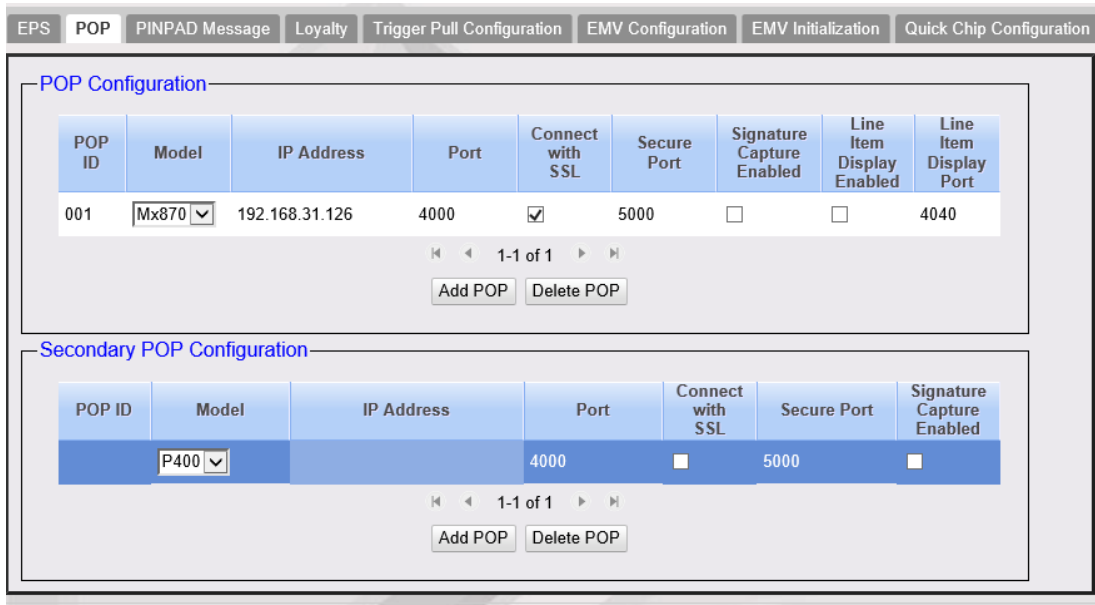 EPS POP PINPAD Message Loyalty Trigger Pull Configuration EMV Configuration EMV Initialization Quick Chip Configuration
POP Configuration
POP ID Model IP Address Port Connect with SSL Secure Port Signature Capture Enabled Line Item Display Enabled Line Item Display Port
001 Mx870 192.168.31.126 4000 5000 4040
1-1 of 1
Add POP Delete POP
Secondary POP Configuration
POP ID Model IP Address Port Connect with SSL Secure Port Signature Capture Enabled
P400 4000 5000
1-1 of 1
Add POP Delete POP